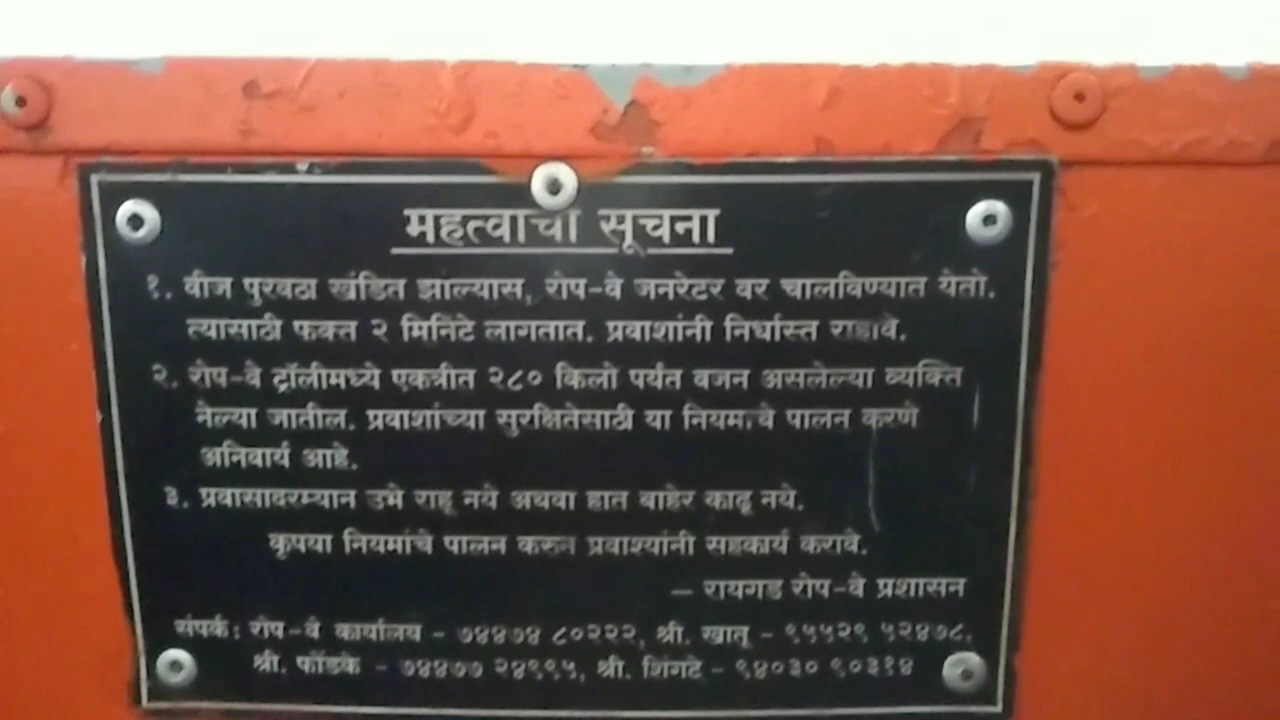 महत्वाची सूचना
१. वीज पुरवठा खंडित झाल्यास, रोप-वे जनरेटर वर चालविण्यात येतो.
त्यासाठी फक्त २ मिनिटे लागतात. प्रवाशांनी निर्धास्त रहावे.
२. रोप-वे ट्रॉलीमध्ये एकत्रीत २८० किलो पर्यंत वजन असलेल्या व्यक्ति
नेल्या जातील. प्रवाशांच्या सुरक्षितेसाठी या नियमाचे पालन करणे
अनिवार्य आहे.
३. प्रवासादरम्यान उभे राहू नये अथवा हात बाहेर काढू नये.
कृपया नियमांचे पालन करुन प्रवाश्यांनी सहकार्य करावे.
– रायगड रोप-वे प्रशासन
संपर्क: रोप-वे कार्यालय - ७४४७४ ८०२२२, श्री. खातू - ९५५२९ ५२४७८,
श्री. फोंडके - ७४४७७ २४९९५, श्री. शिंगटे - ९४०३० ९०३१४